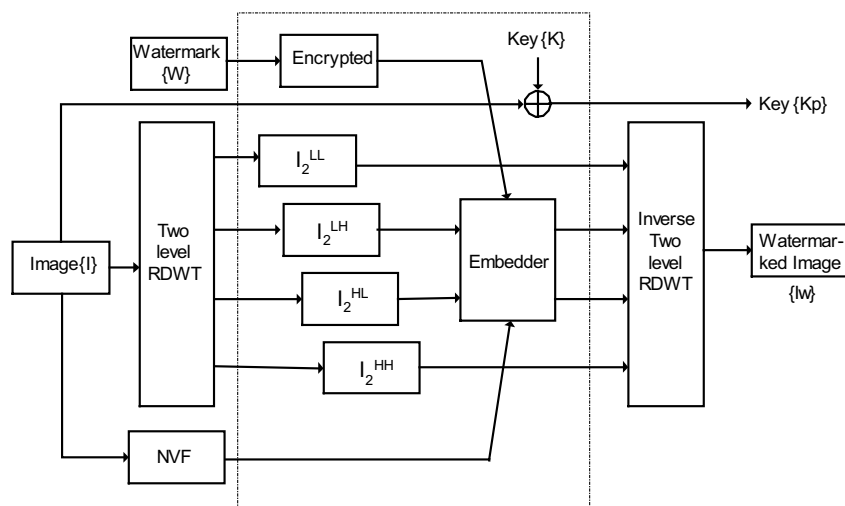 Watermark
{W}
Encrypted
Key{K}
Key {Kp}
I₂ᴸᴸ
Two
level
RDWT
I₂ᴸᴴ
Image{I}
Embedder
Inverse
Two
level
RDWT
Watermar-
ked Image
{Iw}
I₂ᴴᴸ
I₂ᴴᴴ
NVF